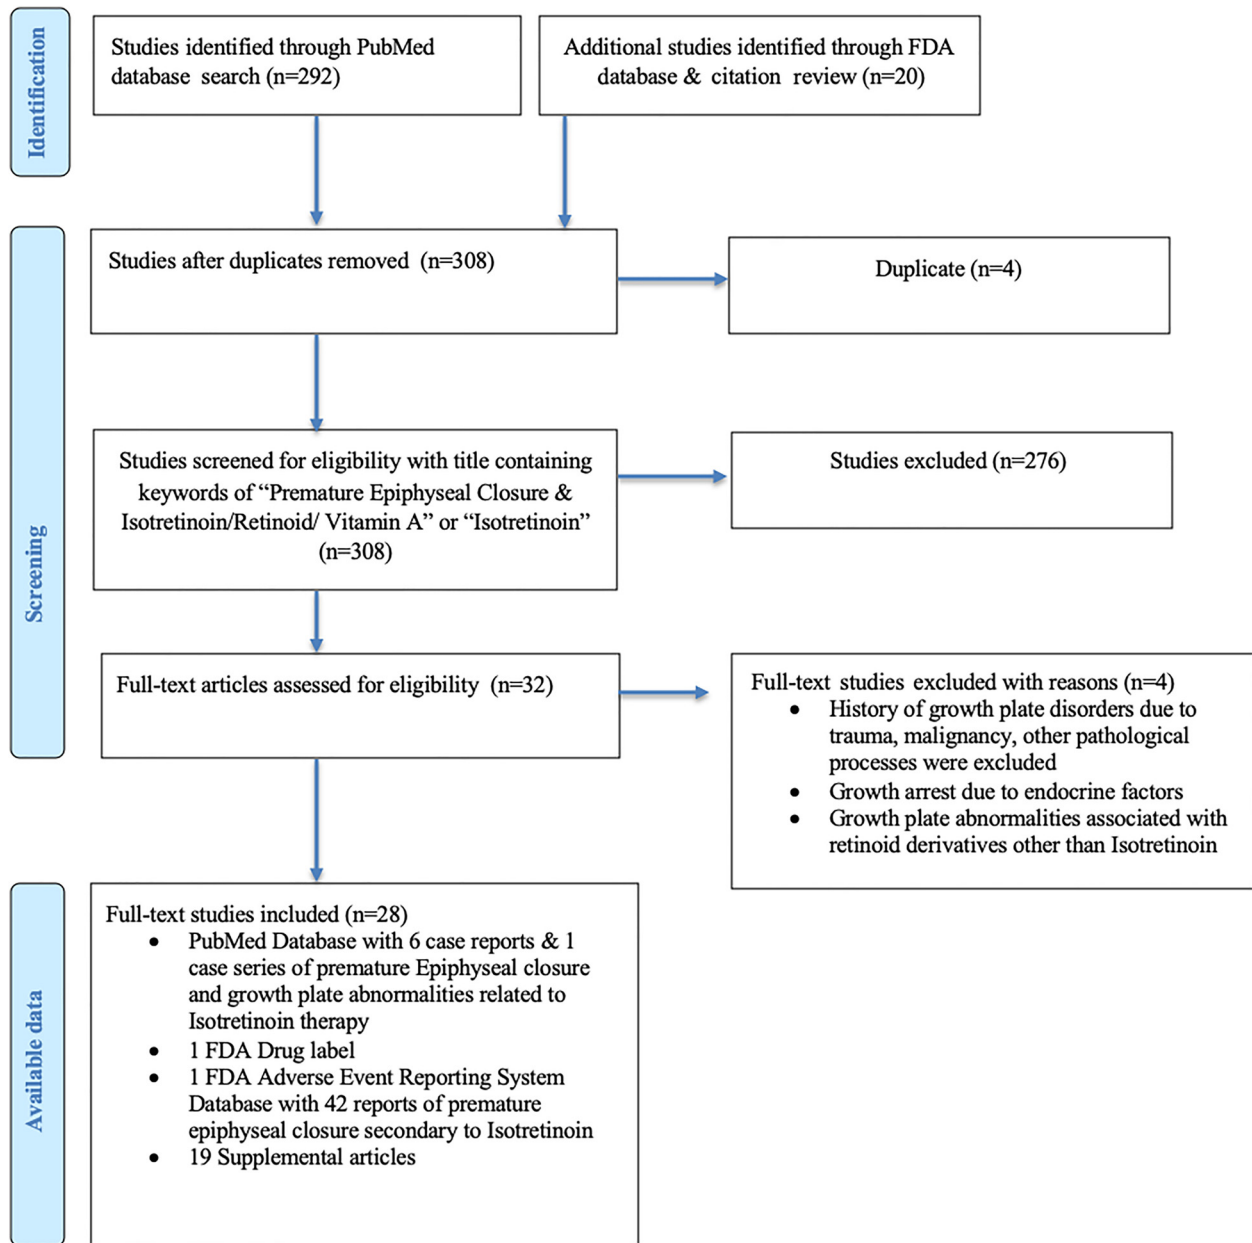 Identification
Studies identified through PubMed
database search (n=292)
Additional studies identified through FDA
database & citation review (n=20)
Screening
Studies after duplicates removed (n=308)
Duplicate (n=4)
Studies screened for eligibility with title containing
keywords of “Premature Epiphyseal Closure &
Isotretinoin/Retinoid/ Vitamin A” or “Isotretinoin”
(n=308)
Studies excluded (n=276)
Full-text articles assessed for eligibility (n=32)
Full-text studies excluded with reasons (n=4)
• History of growth plate disorders due to
trauma, malignancy, other pathological
processes were excluded
• Growth arrest due to endocrine factors
• Growth plate abnormalities associated with
retinoid derivatives other than Isotretinoin
Available data
Full-text studies included (n=28)
• PubMed Database with 6 case reports & 1
case series of premature Epiphyseal closure
and growth plate abnormalities related to
Isotretinoin therapy
• 1 FDA Drug label
• 1 FDA Adverse Event Reporting System
Database with 42 reports of premature
epiphyseal closure secondary to Isotretinoin
• 19 Supplemental articles